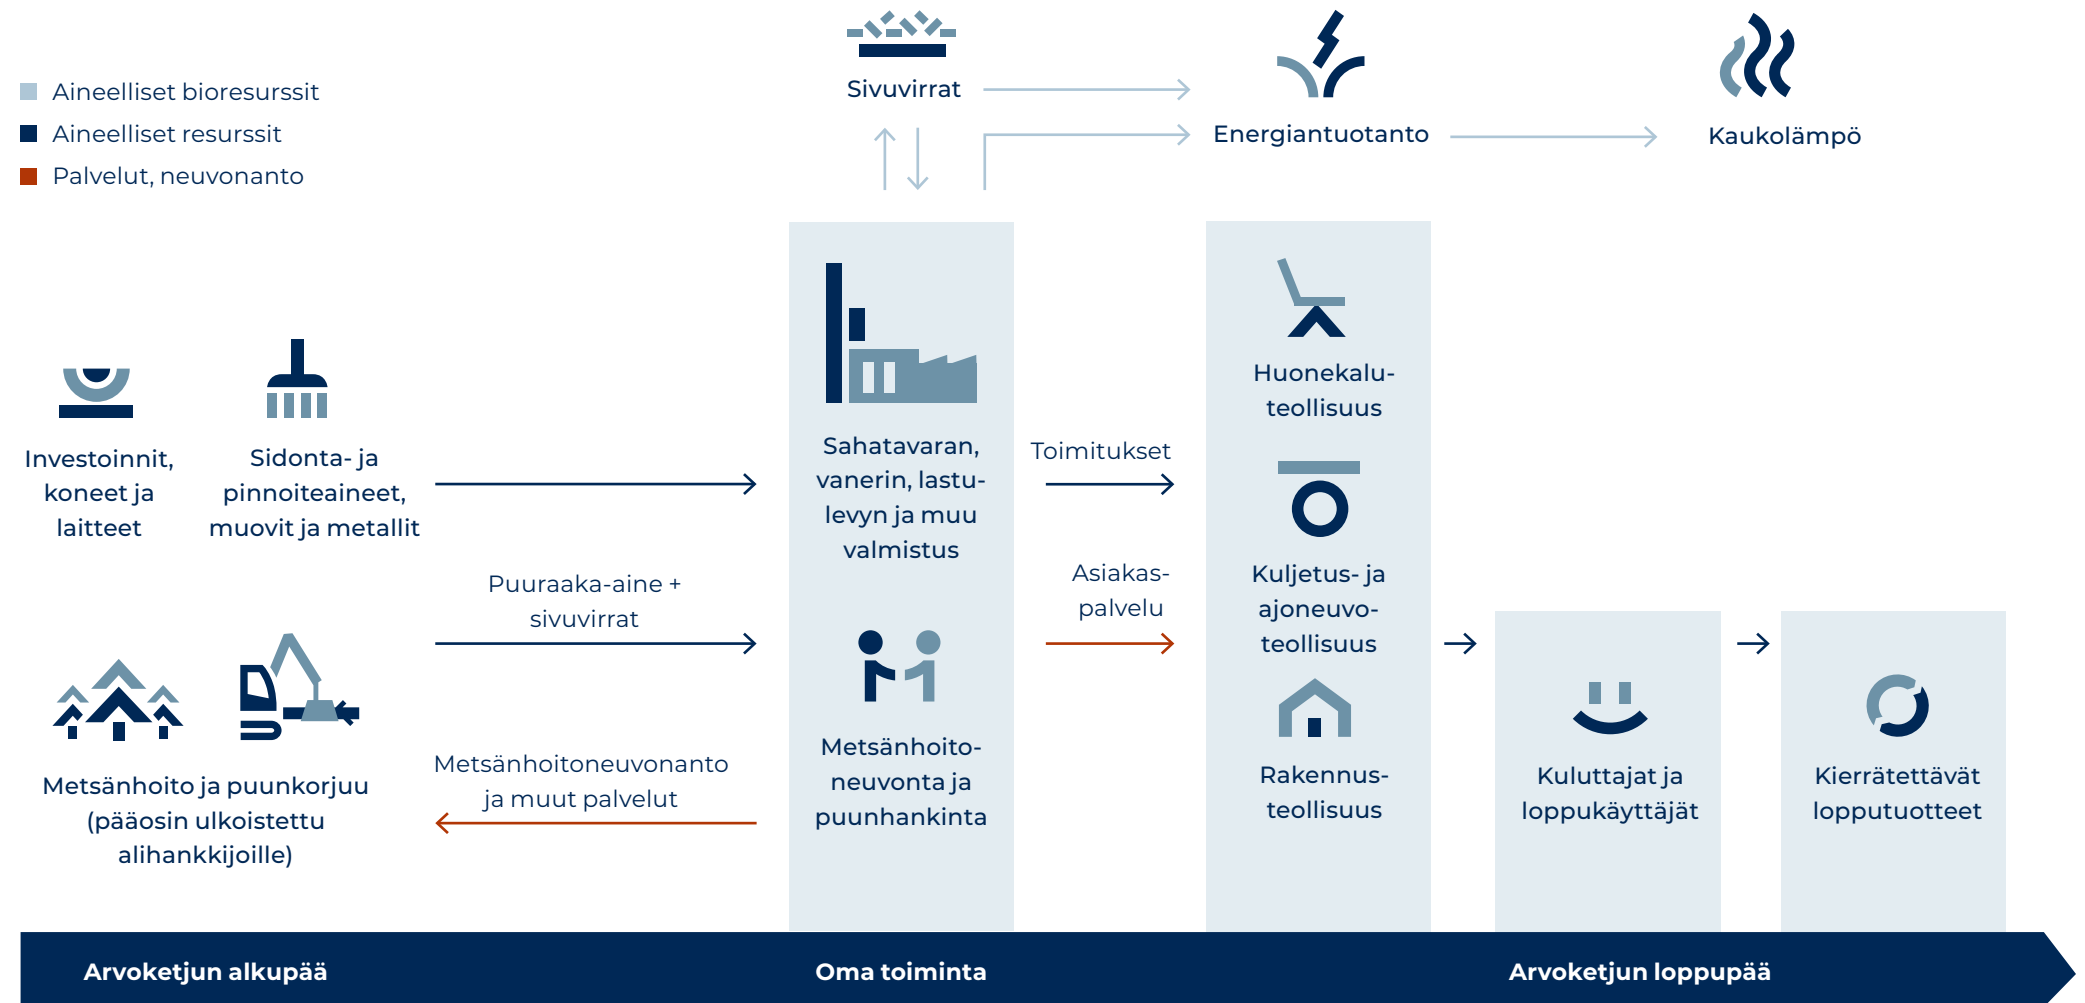 Aineelliset bioresurssit
Aineelliset resurssit
Palvelut, neuvonanto
Sivuvirrat
Energiantuotanto
Kaukolämpö
Investoinnit,
koneet ja
laitteet
Sidonta- ja
pinnoiteaineet,
muovit ja metallit
Puuraaka-aine +
sivuvirrat
Metsänhoito ja puunkorjuu
(pääosin ulkoistettu
alihankkijoille)
Metsänhoitoneuvonanto
ja muut palvelut
Sahatavaran,
vanerin, lastu-
levyn ja muu
valmistus
Metsänhoito-
neuvonta ja
puunhankinta
Toimitukset
Asiakas-
palvelu
Huonekalu-
teollisuus
Kuljetus- ja
ajoneuvo-
teollisuus
Rakennus-
teollisuus
Kuluttajat ja
loppukäyttäjät
Kierrätettävät
lopputuotteet
Arvoketjun alkupää
Oma toiminta
Arvoketjun loppupää